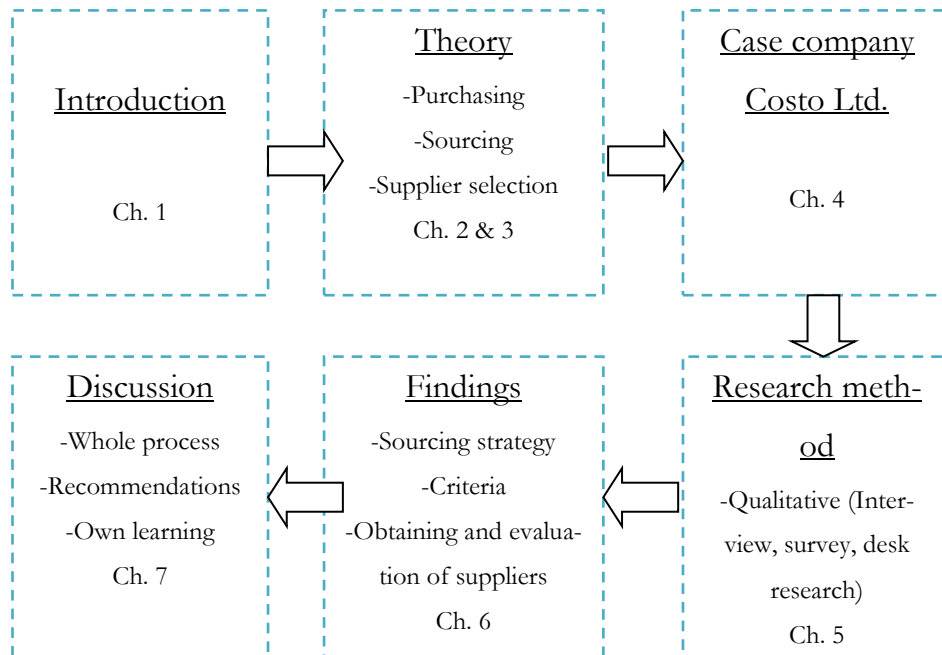 Introduction
Ch. 1
Theory
-Purchasing
-Sourcing
-Supplier selection
Ch. 2 & 3
Case company
Costo Ltd.
Ch. 4
Research meth-
od
-Qualitative (Inter-
view, survey, desk
research)
Ch. 5
Findings
-Sourcing strategy
-Criteria
-Obtaining and evalua-
tion of suppliers
Ch. 6
Discussion
-Whole process
-Recommendations
-Own learning
Ch. 7